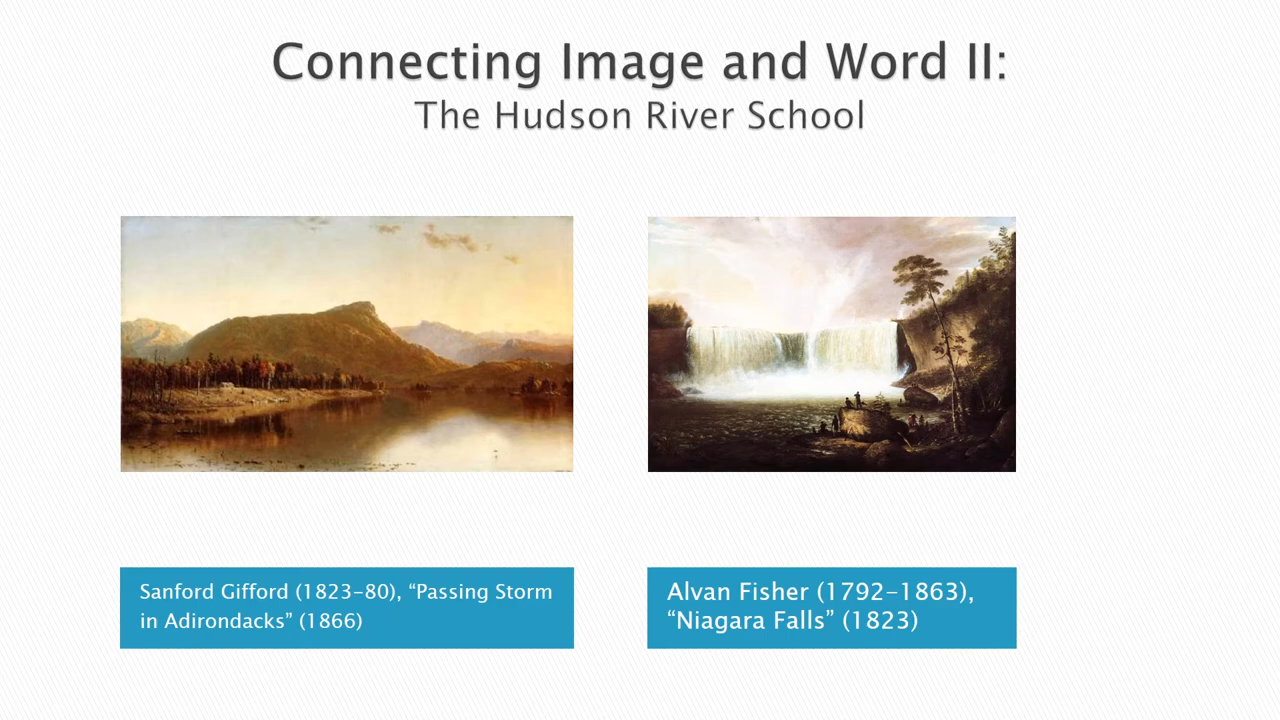 Connecting Image and Word II:
The Hudson River School
Sanford Gifford (1823-80), “Passing Storm
in Adirondacks” (1866)
Alvan Fisher (1792-1863),
“Niagara Falls” (1823)